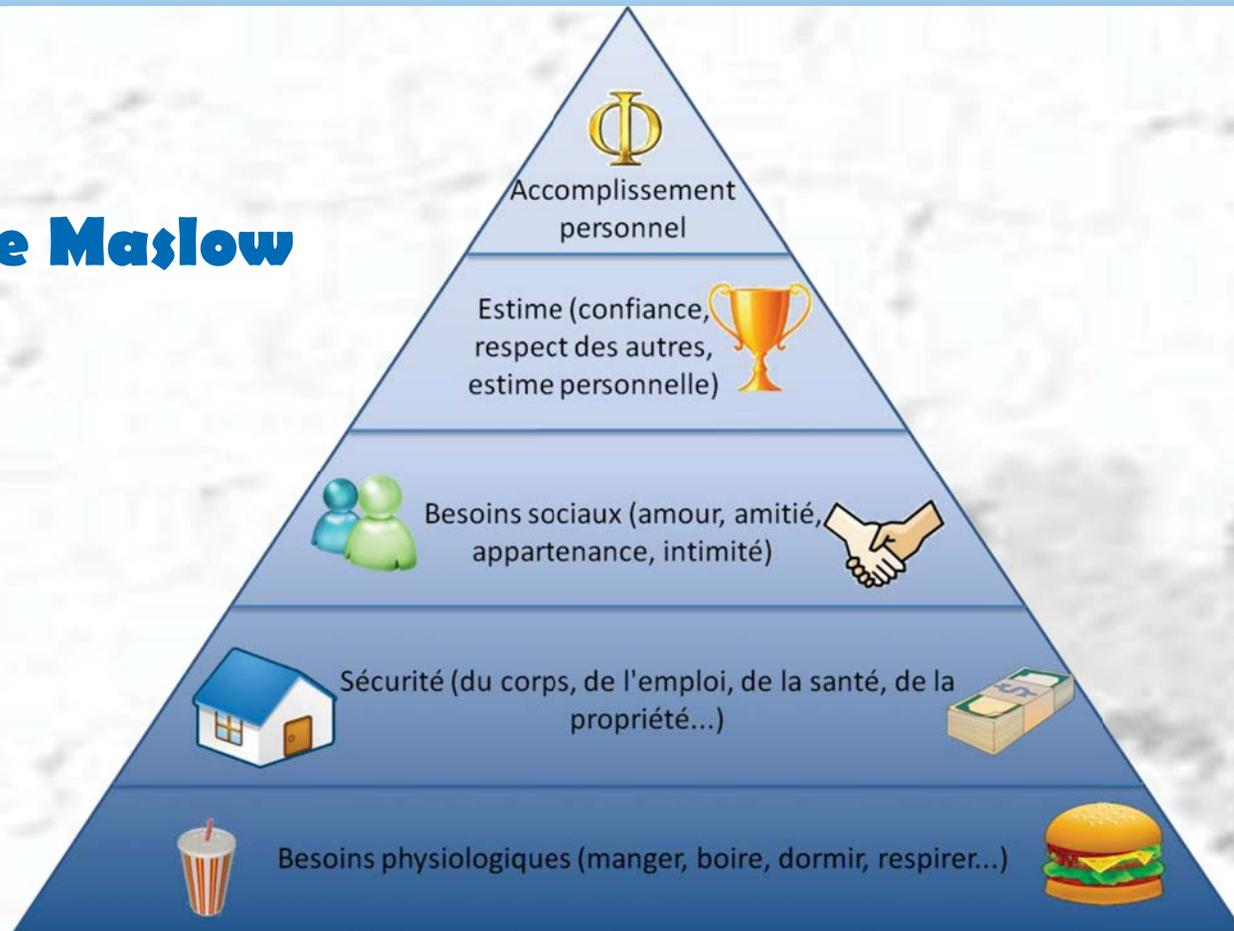 e Maslow
Φ
Accomplissement
personnel
Estime (confiance,
respect des autres,
estime personnelle)
Besoins sociaux (amour, amitié,
appartenance, intimité)
Sécurité (du corps, de l'emploi, de la santé, de la
propriété...)
Besoins physiologiques (manger, boire, dormir, respirer...)